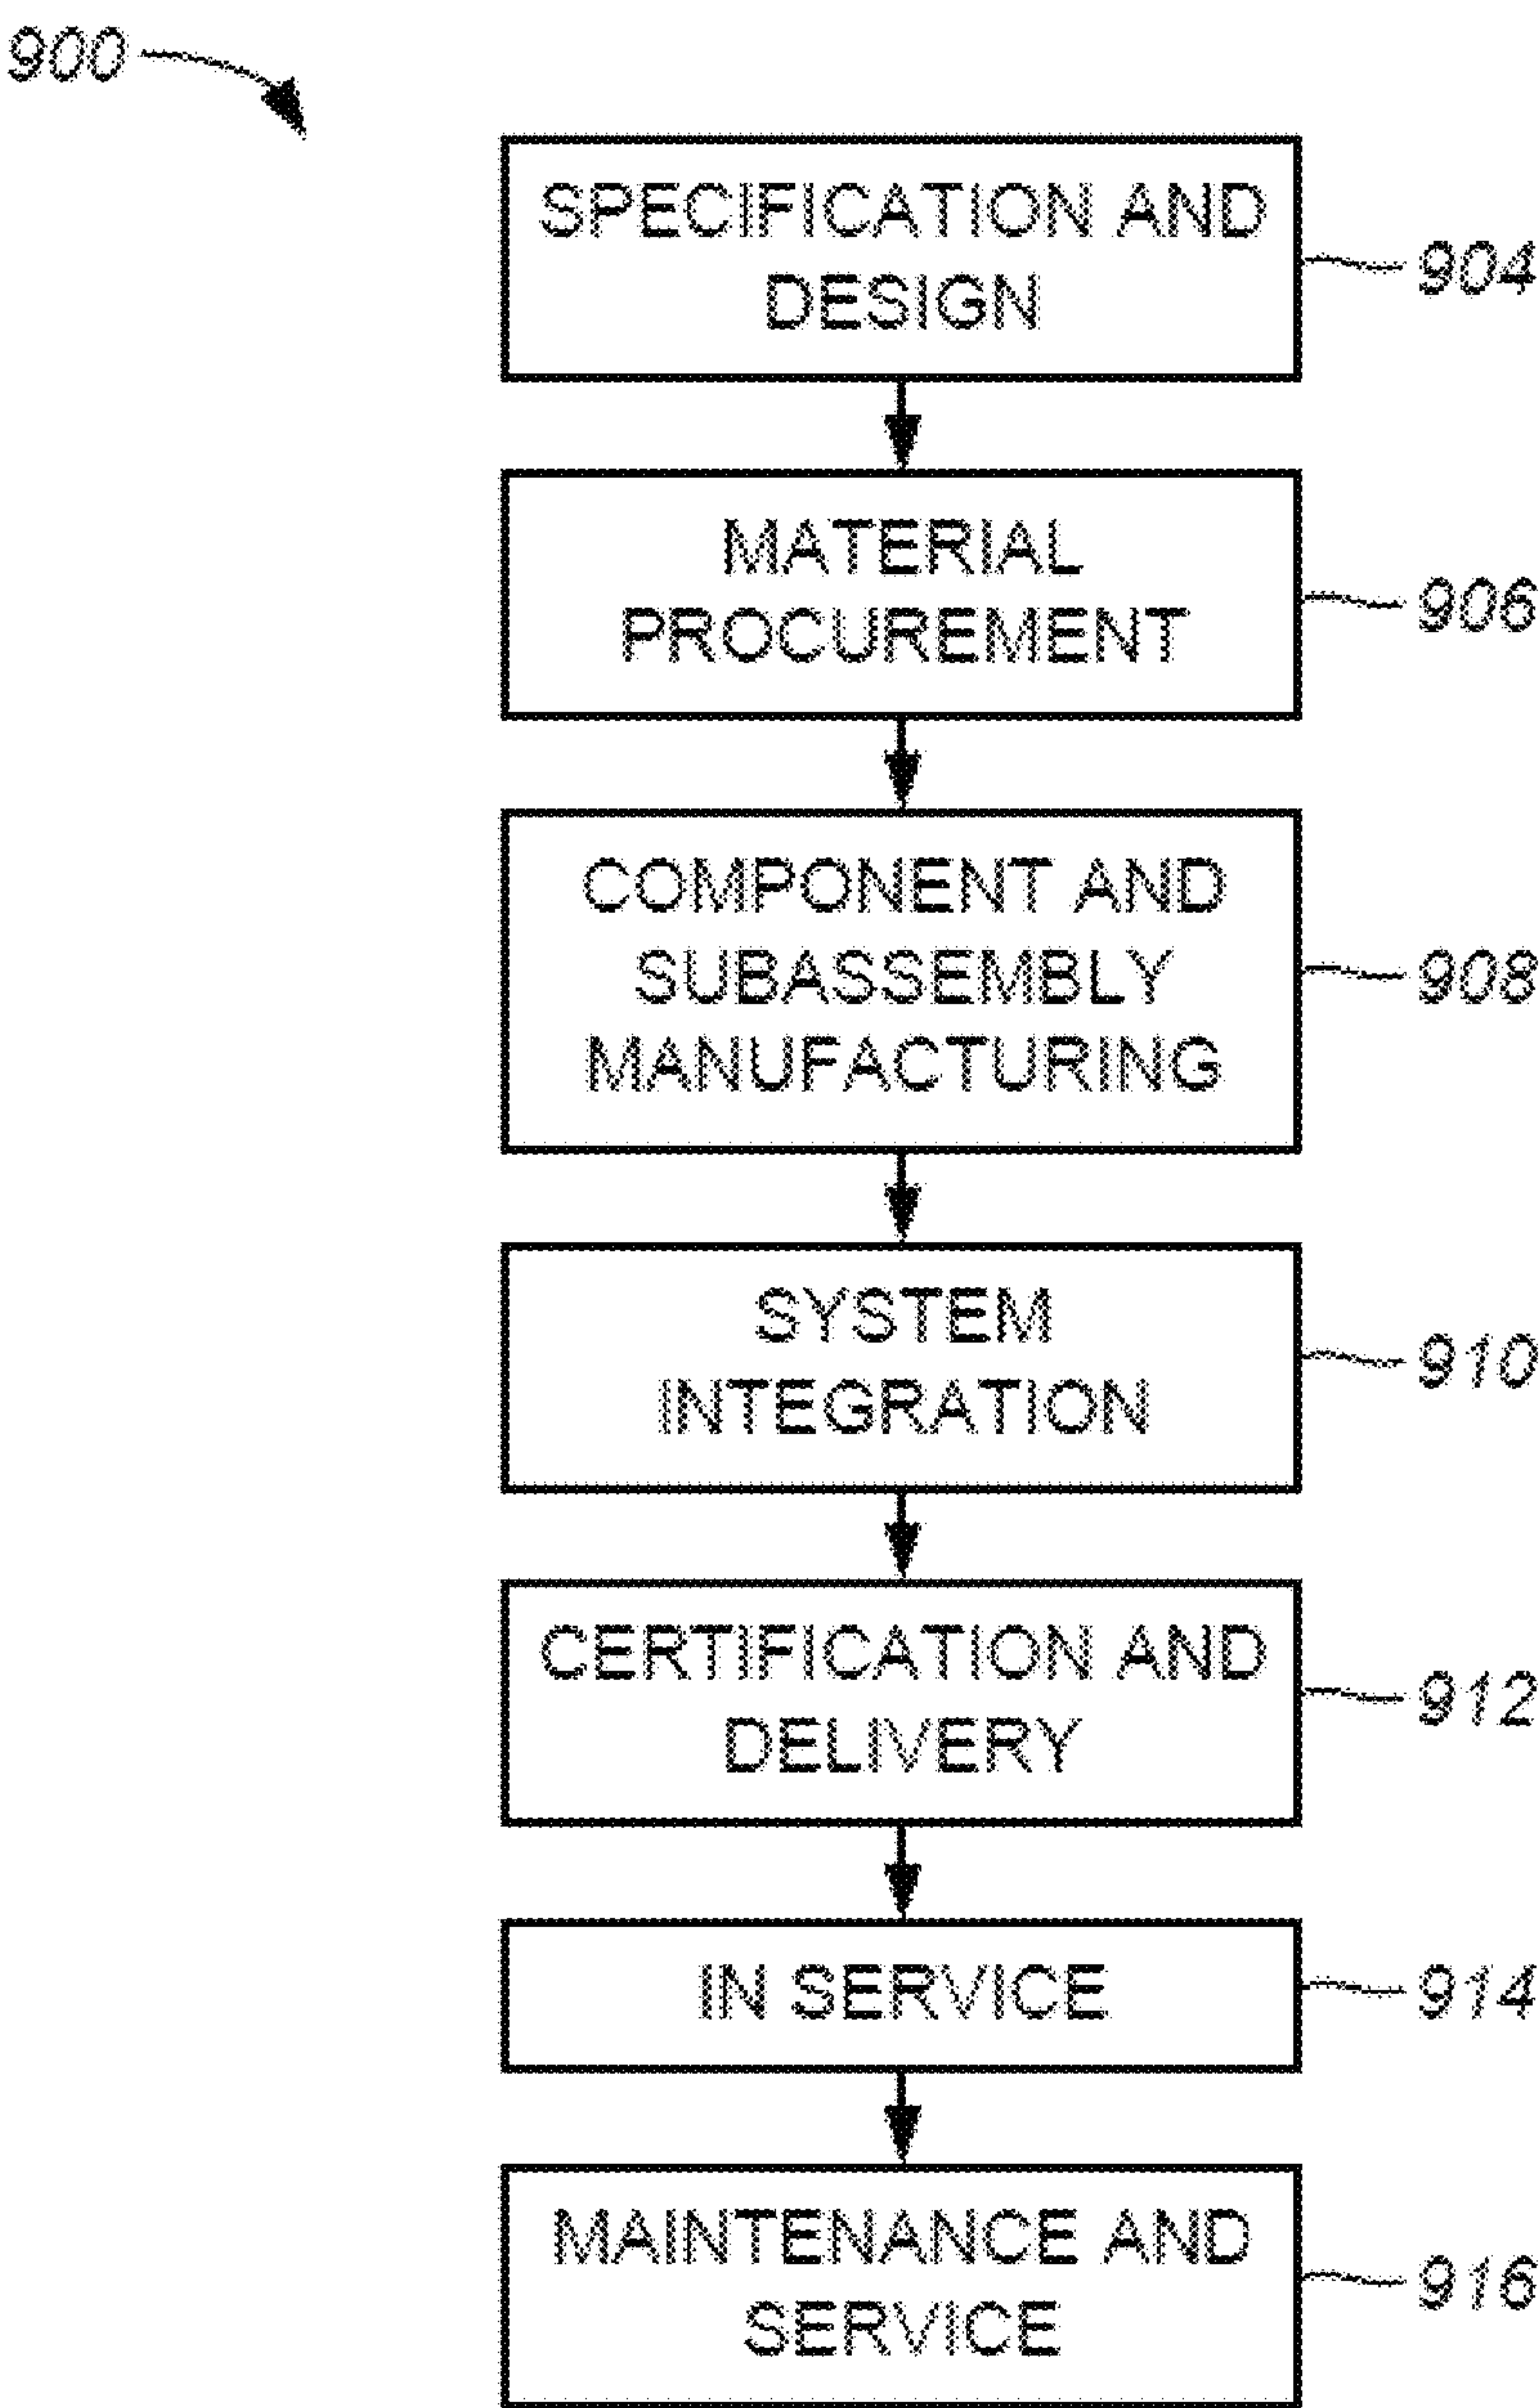 900
SPECIFICATION AND
DESIGN
904
MATERIAL
PROCUREMENT
906
COMPONENT AND
SUBASSEMBLY
MANUFACTURING
908
SYSTEM
INTEGRATION
910
CERTIFICATION AND
DELIVERY
912
IN SERVICE
914
MAINTENANCE AND
SERVICE
916